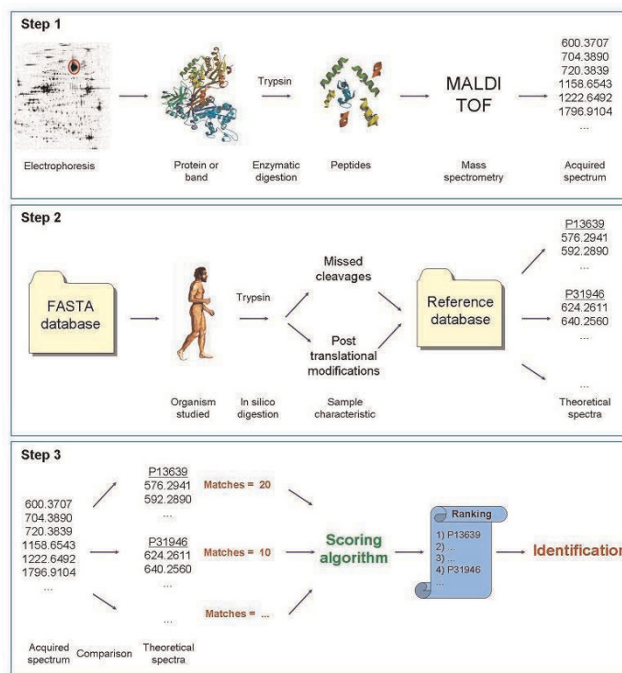 Step 1
Electrophoresis
Protein or
band
Trypsin
Enzymatic
digestion
Peptides
MALDI
TOF
Mass
spectrometry
600.3707
704.3890
720.3839
1158.6543
1222.6492
1796.9104
...
Acquired
spectrum
Step 2
FASTA
database
Organism
studied
Trypsin
In silico
digestion
Missed
cleavages
Post
translational
modifications
Sample
characteristic
Reference
database
P13639
576.2941
592.2890
...
P31946
624.2611
640.2560
...
...
Theoretical
spectra
Step 3
600.3707
704.3890
720.3839
1158.6543
1222.6492
1796.9104
...
Acquired
spectrum
Comparison
P13639
576.2941
592.2890
...
Matches = 20
P31946
624.2611
640.2560
...
Matches = 10
...
Matches = ...
Theoretical
spectra
Scoring
algorithm
Ranking
1) P13639
2) ...
3) ...
4) P31946
...
Identification